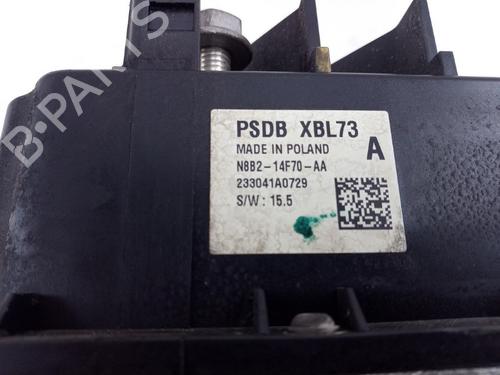 B-PARTS
PSDB XBL73
MADE IN POLAND
A
N8B2-14F70-AA
233041A0729
S/W: 15.5